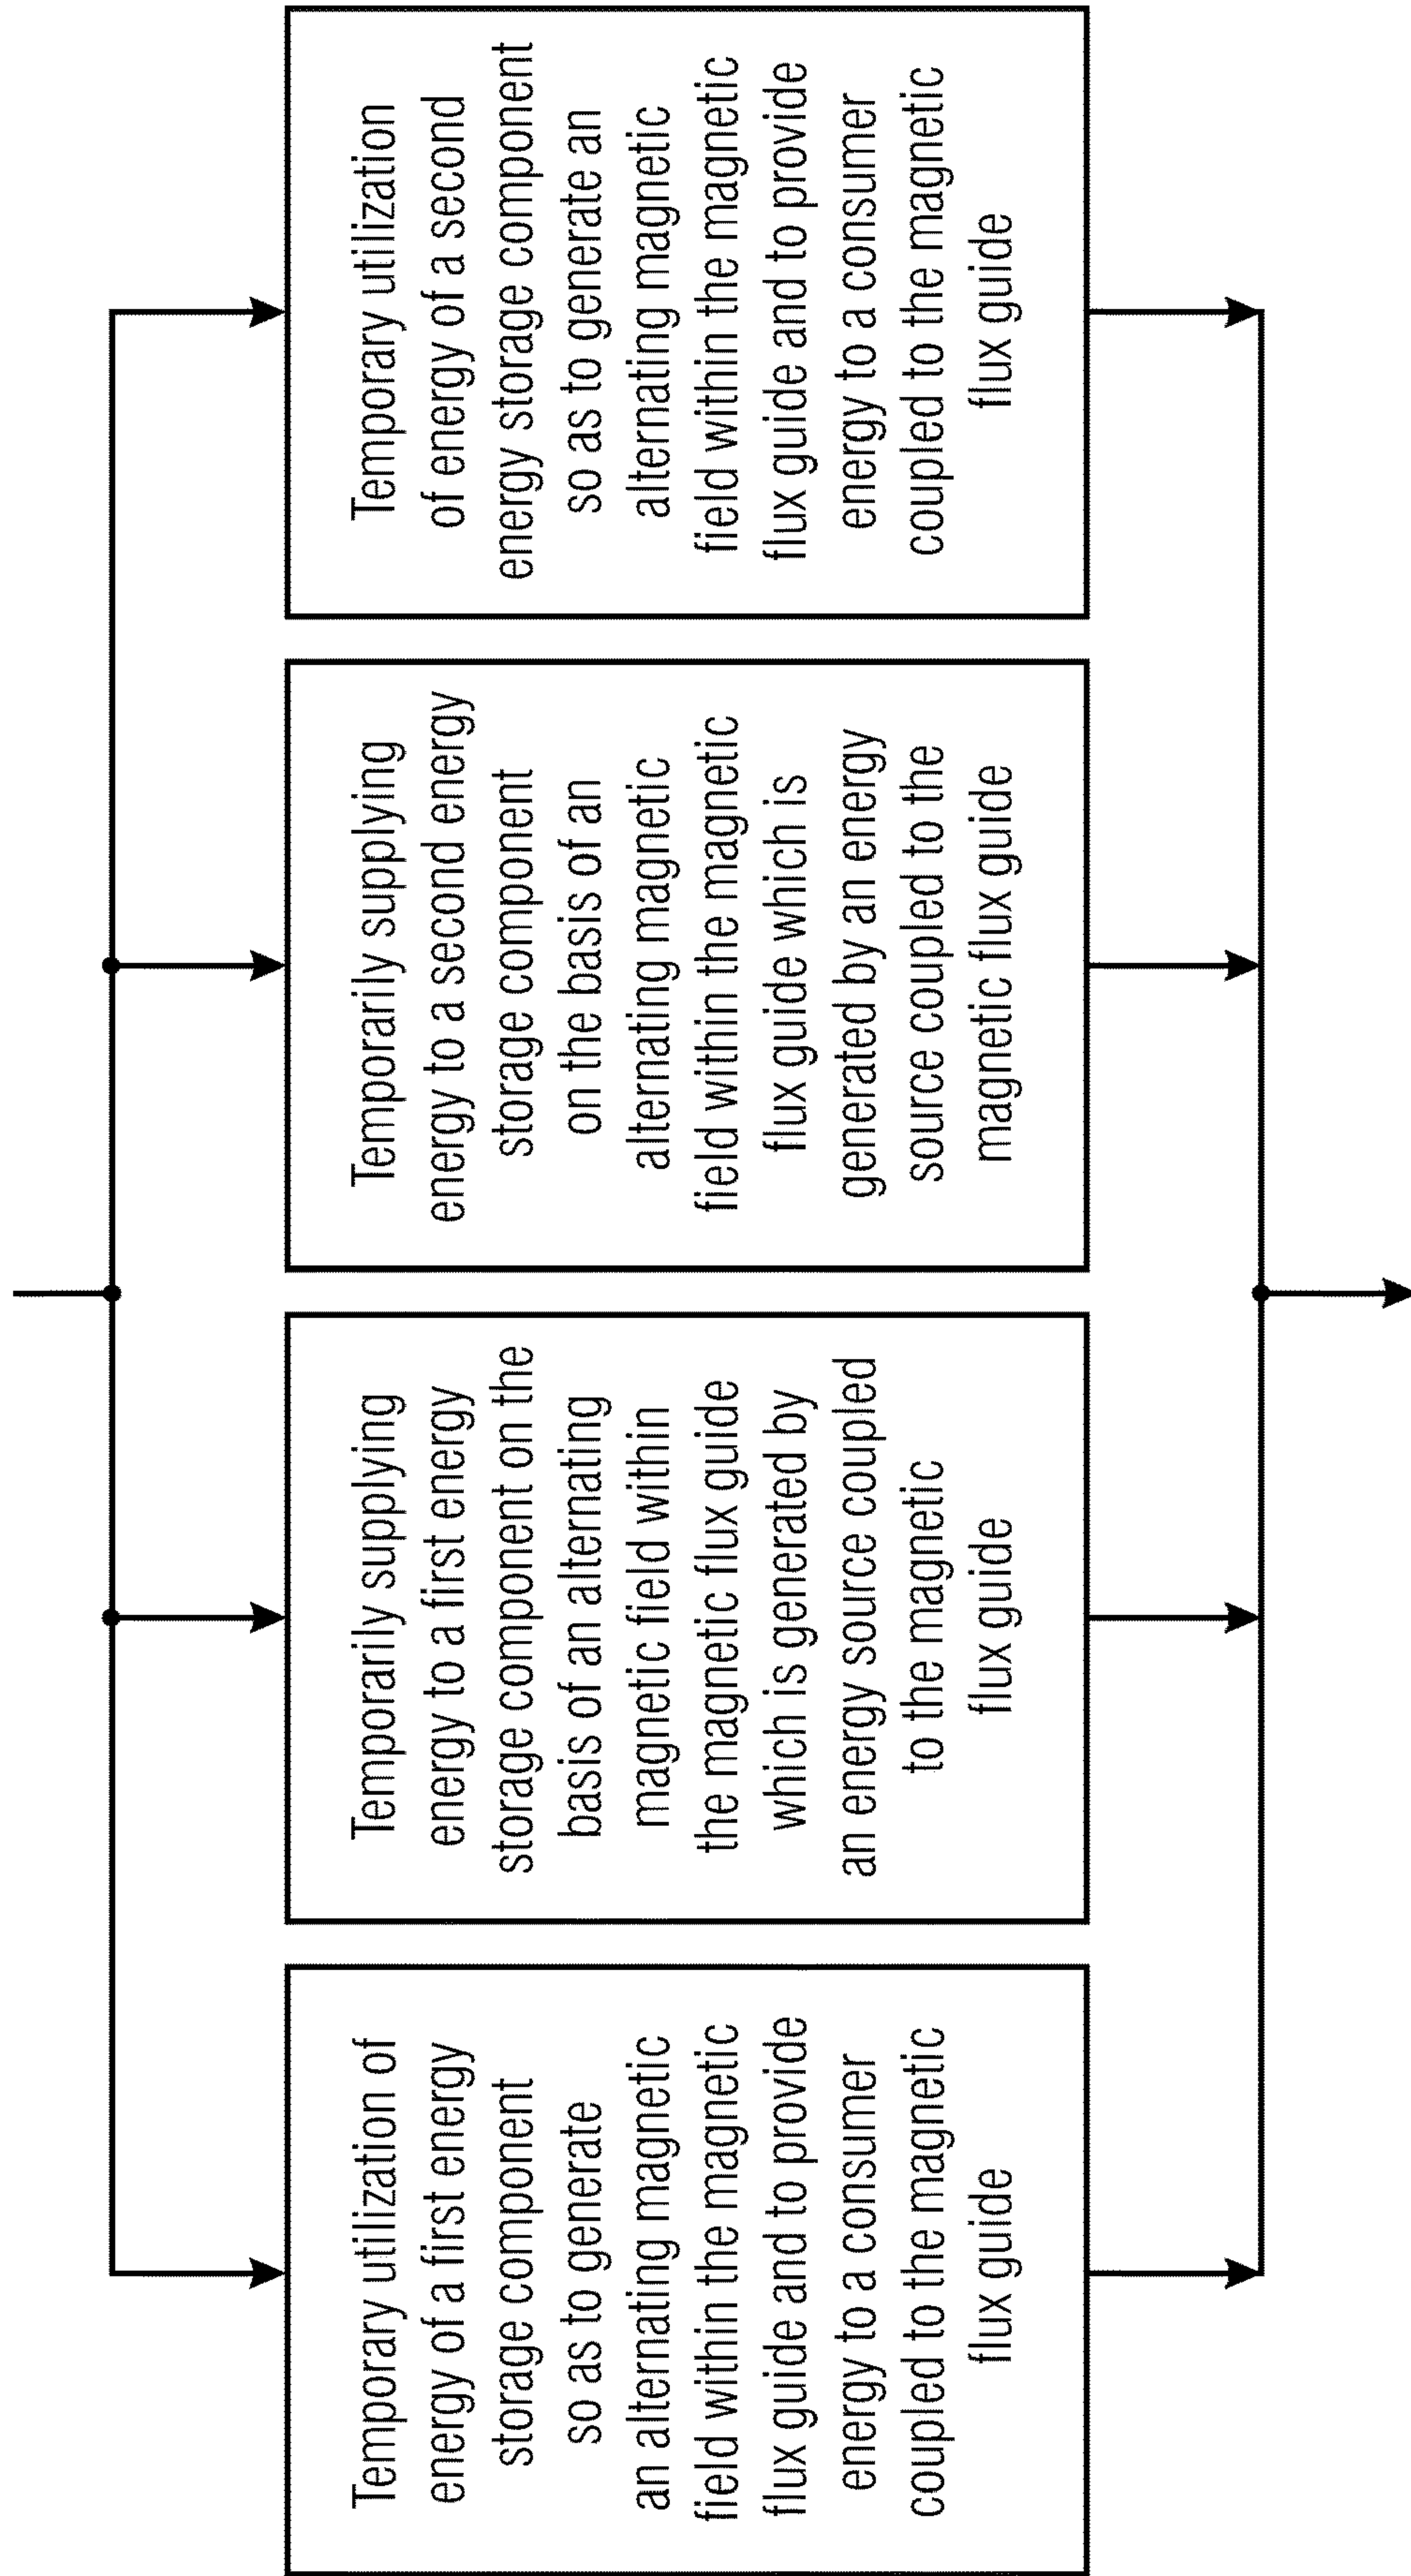 Temporary utilization of
energy of a first energy
storage component
so as to generate
an alternating magnetic
field within the magnetic
flux guide and to provide
energy to a consumer
coupled to the magnetic
flux guide
Temporarily supplying
energy to a first energy
storage component on the
basis of an alternating
magnetic field within
the magnetic flux guide
which is generated by
an energy source coupled
to the magnetic
flux guide
Temporarily supplying
energy to a second energy
storage component
on the basis of an
alternating magnetic
field within the magnetic
flux guide which is
generated by an energy
source coupled to the
magnetic flux guide
Temporary utilization
of energy of a second
energy storage component
so as to generate an
alternating magnetic
field within the magnetic
flux guide and to provide
energy to a consumer
coupled to the magnetic
flux guide